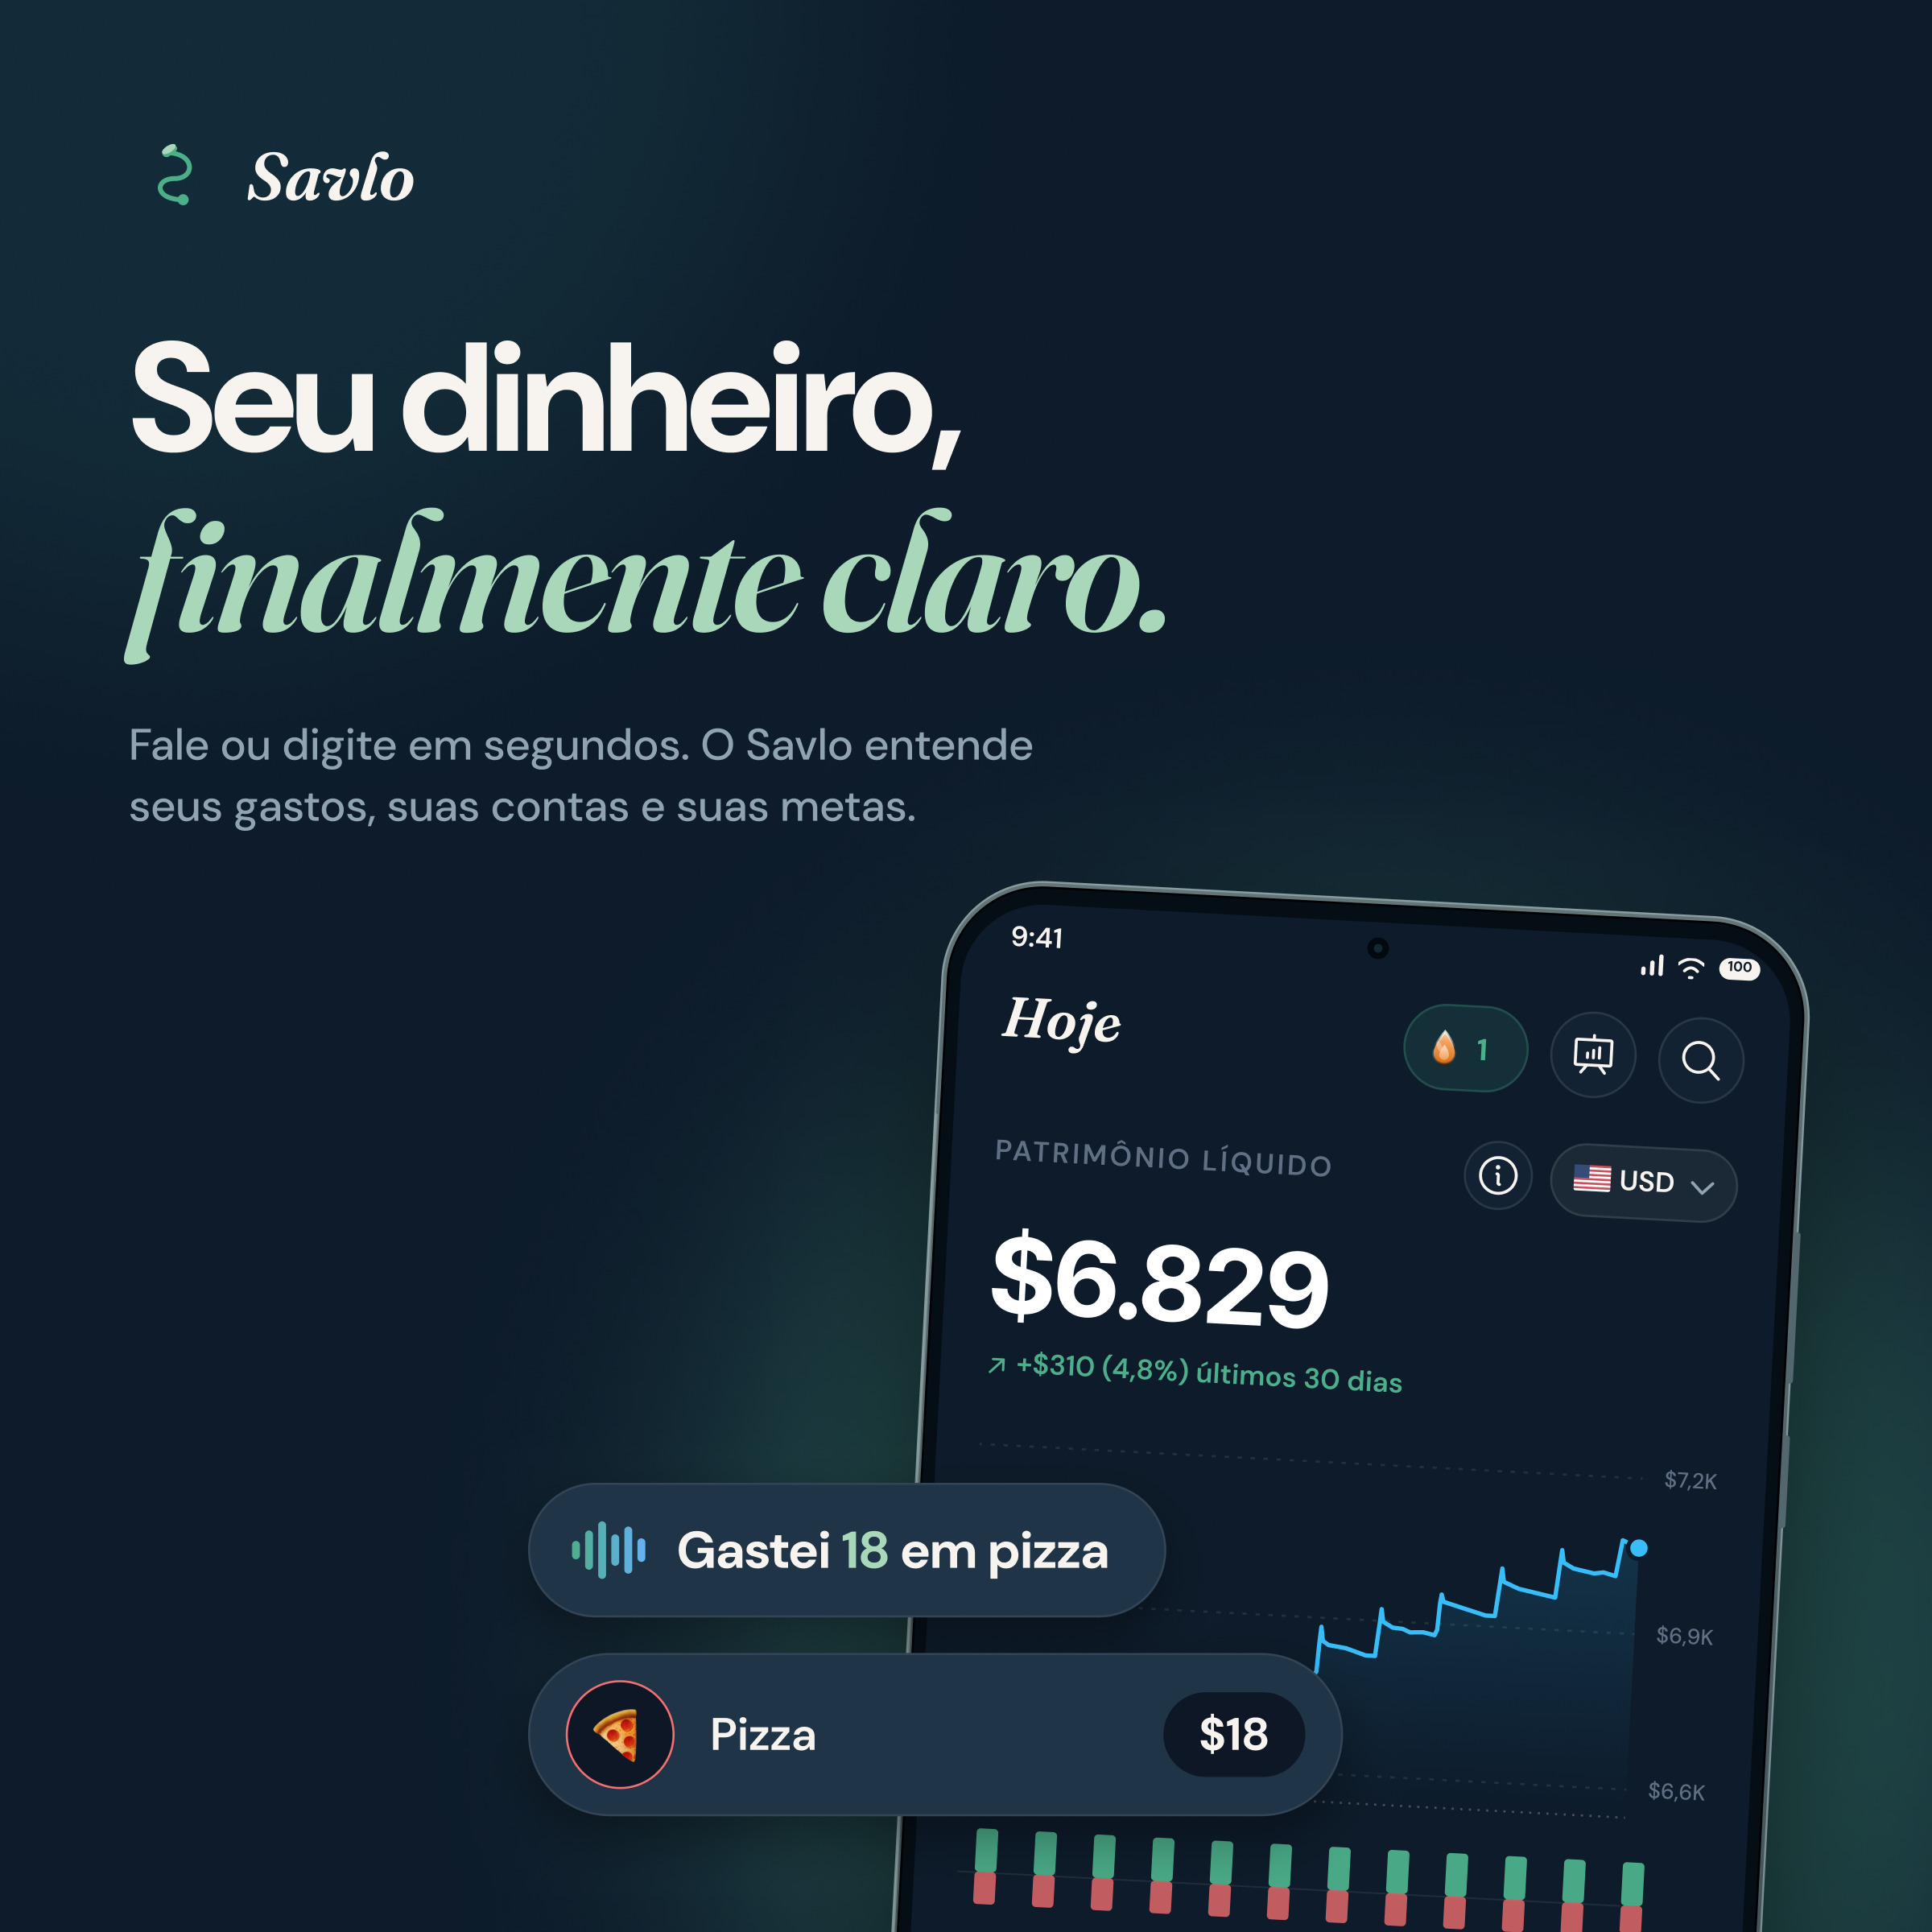 Savlo
Seu dinheiro,
finalmente claro.
Fale ou digite em segundos. O Savlo entende
seus gastos, suas contas e suas metas.
9:41
100
Hoje
1
PATRIMÔNIO LÍQUIDO
USD
$6.829
+$310 (4,8%) últimos 30 dias
$7,2K
Gastei 18 em pizza
$6,9K
Pizza
$18
$6,6K